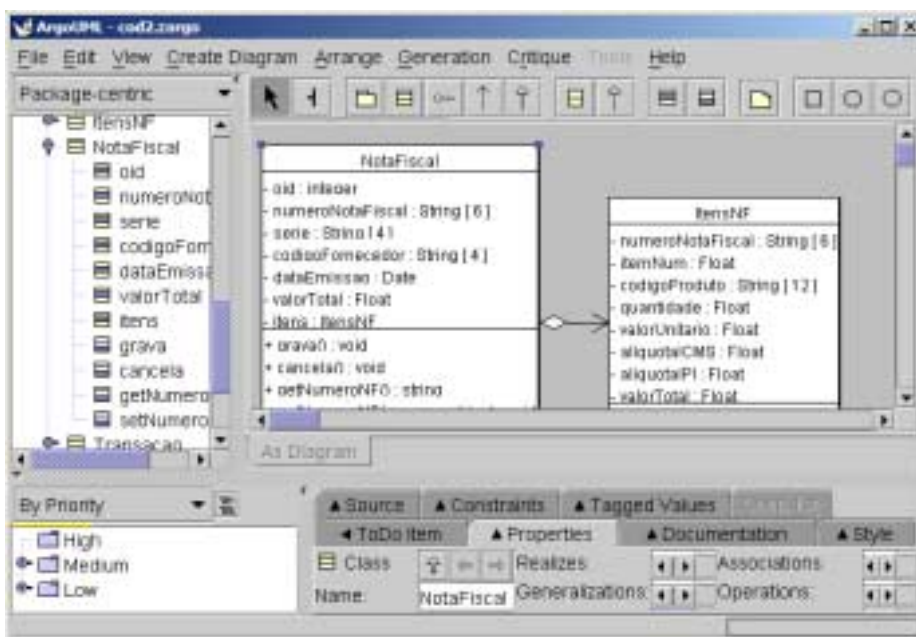 ArgoUML - cod2.zargo
File Edit View Create Diagram Arrange Generation Critique Tools Help
Package-centric
ItensNF
NotaFiscal
oid
numeroNot
serie
codigoForn
dataEmissa
valorTotal
itens
grava
cancela
getNumero
setNumero
Transacao
NotaFiscal
- oid : integer
- numeroNotaFiscal : String [ 6 ]
- serie : String [ 4 ]
- codigoFornecedor : String [ 4 ]
- dataEmissao : Date
- valorTotal : Float
- itens : ItensNF
+ grava() : void
+ cancela() : void
+ getNumeroNF() : string
ItensNF
- numeroNotaFiscal : String [ 6 ]
- itemNum : Float
- codigoProduto : String [ 12 ]
- quantidade : Float
- valorUnitario : Float
- aliquotaICMS : Float
- aliquotaIPI : Float
- valorTotal : Float
As Diagram
By Priority
High
Medium
Low
Source Constraints Tagged Values
ToDo Item Properties Documentation Style
Class Realizes: Associations:
Name: NotaFiscal Generalizations: Operations: